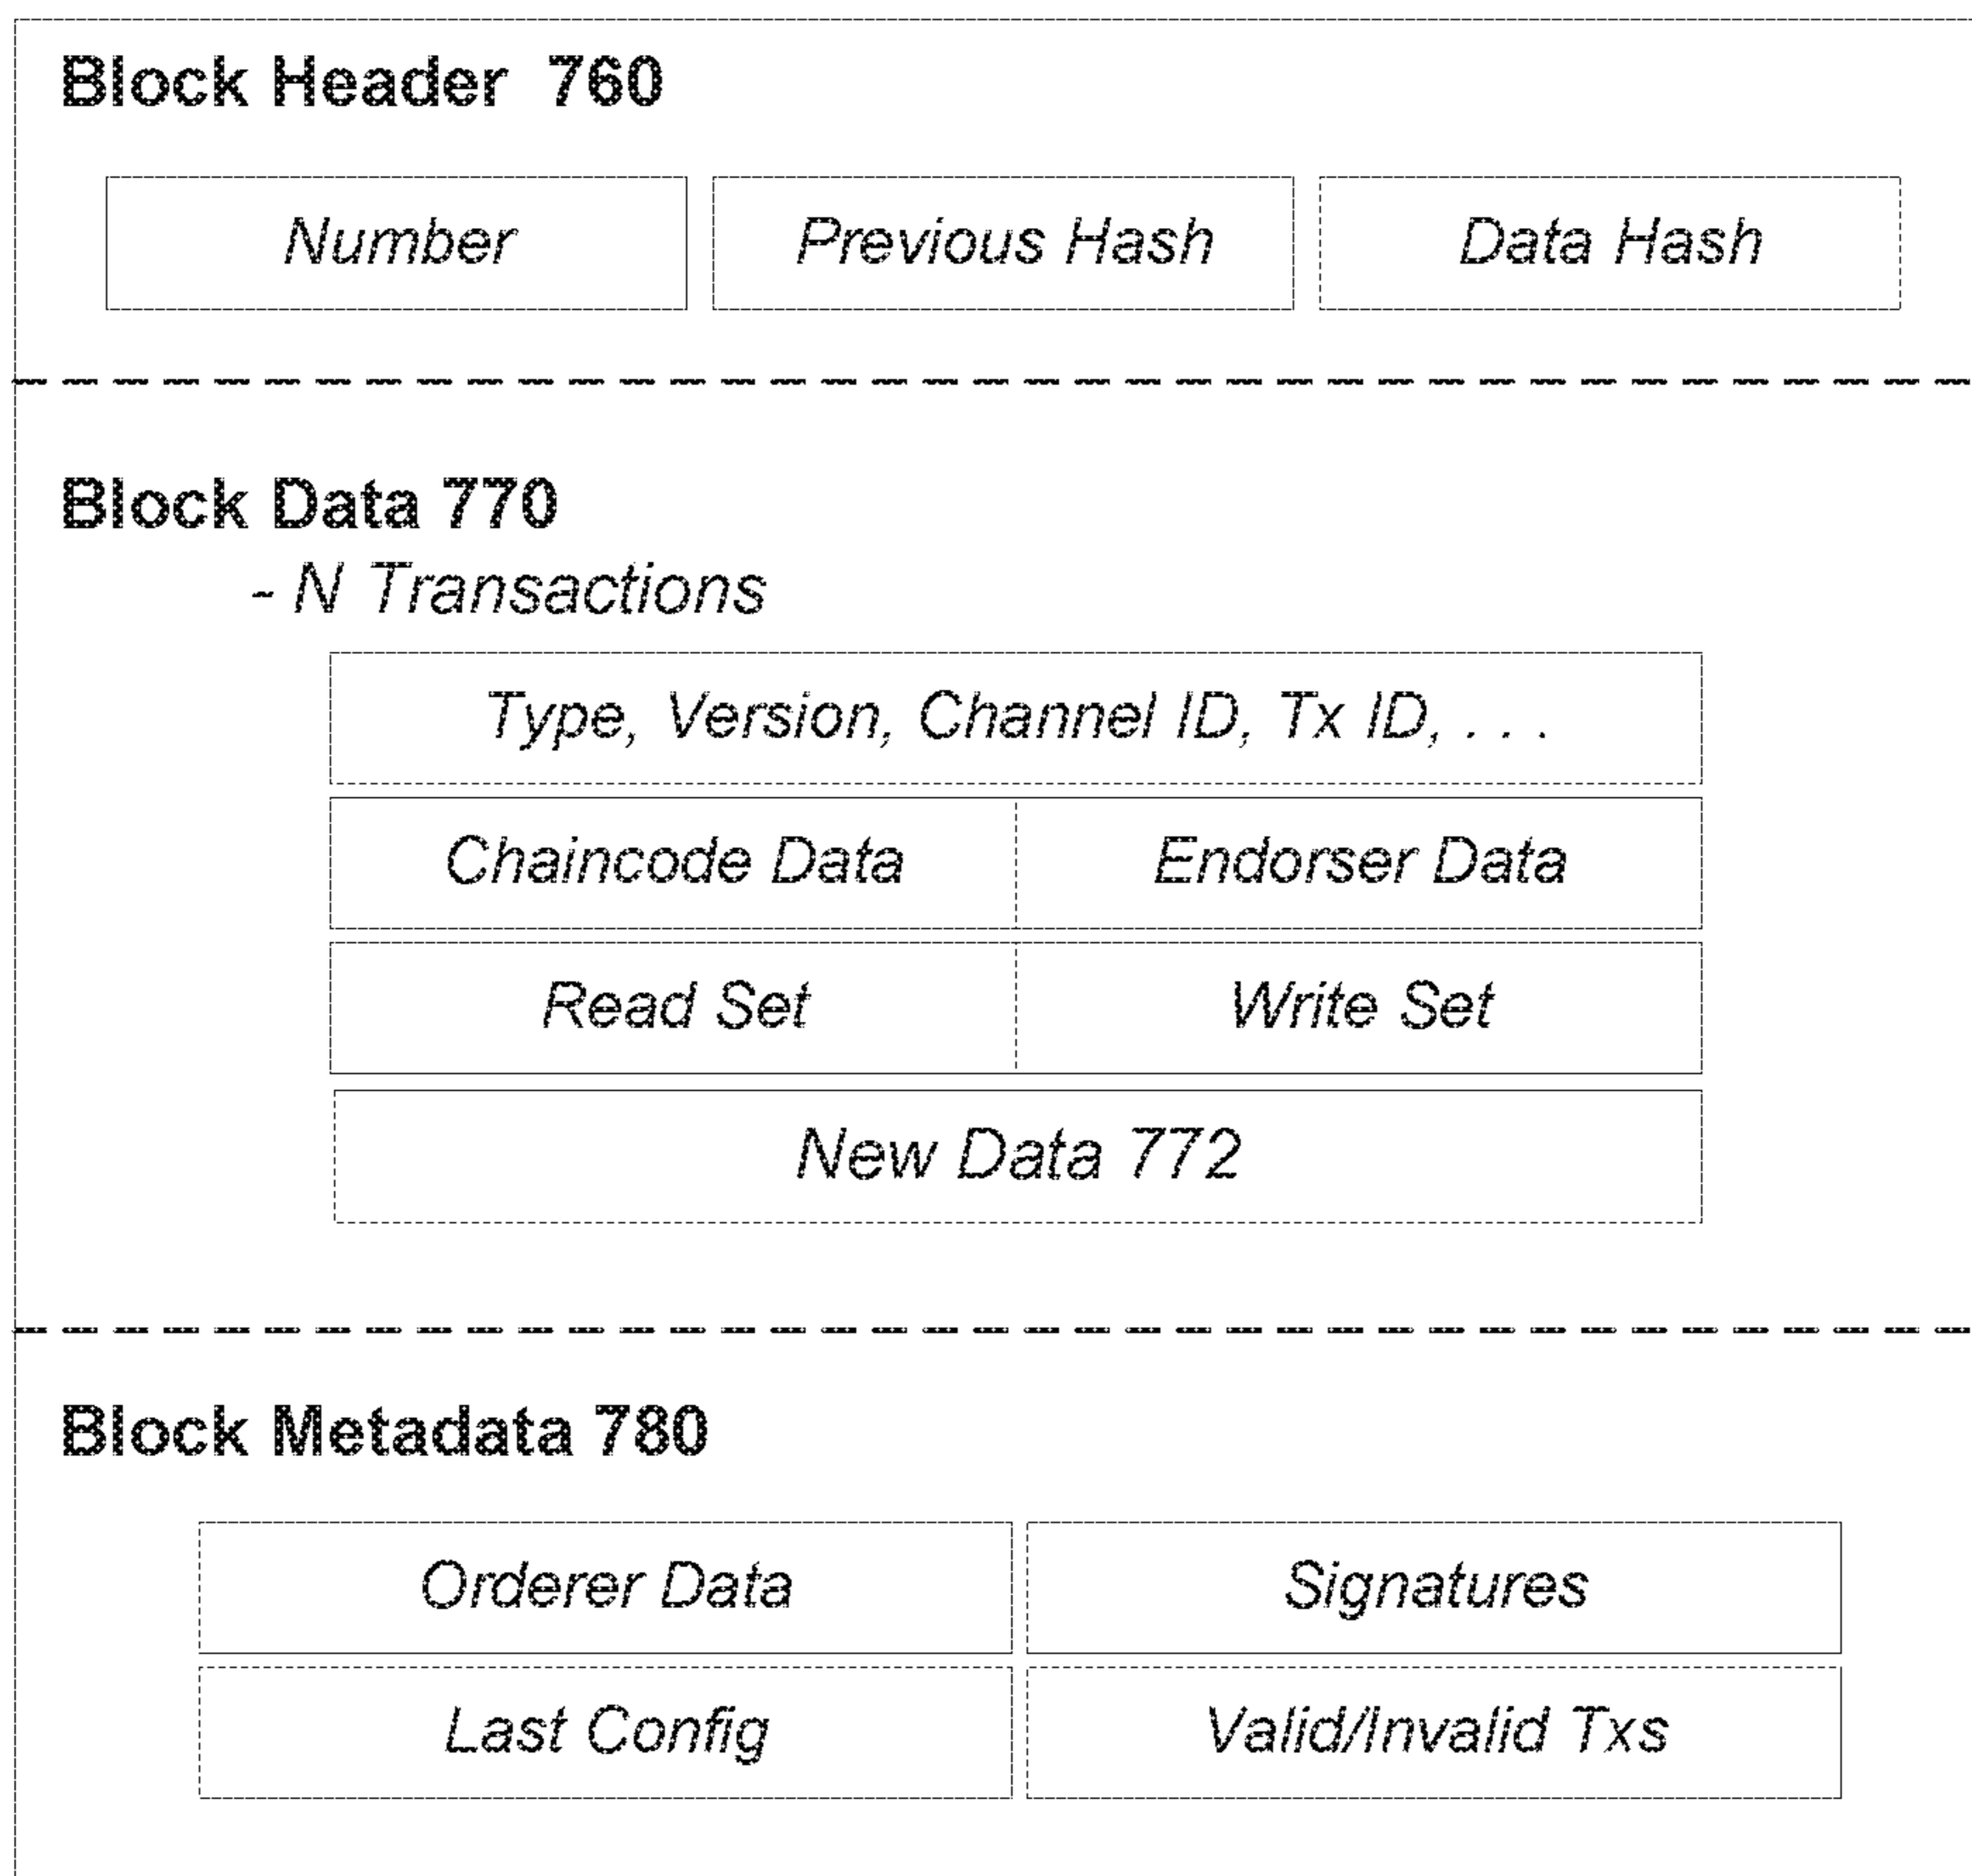 Block Header 760
Number Previous Hash Data Hash
Block Data 770
- N Transactions
Type, Version, Channel ID, Tx ID, . . .
Chaincode Data Endorser Data
Read Set Write Set
New Data 772
Block Metadata 780
Orderer Data Signatures
Last Config Valid/Invalid Txs